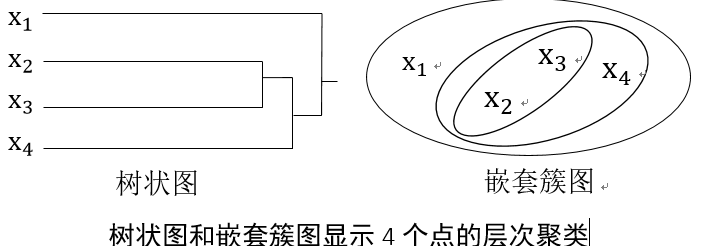 x₁
x₂
x₃
x₄
树状图
x₁
x₃
x₄
x₂
嵌套簇图
树状图和嵌套簇图显示 4 个点的层次聚类